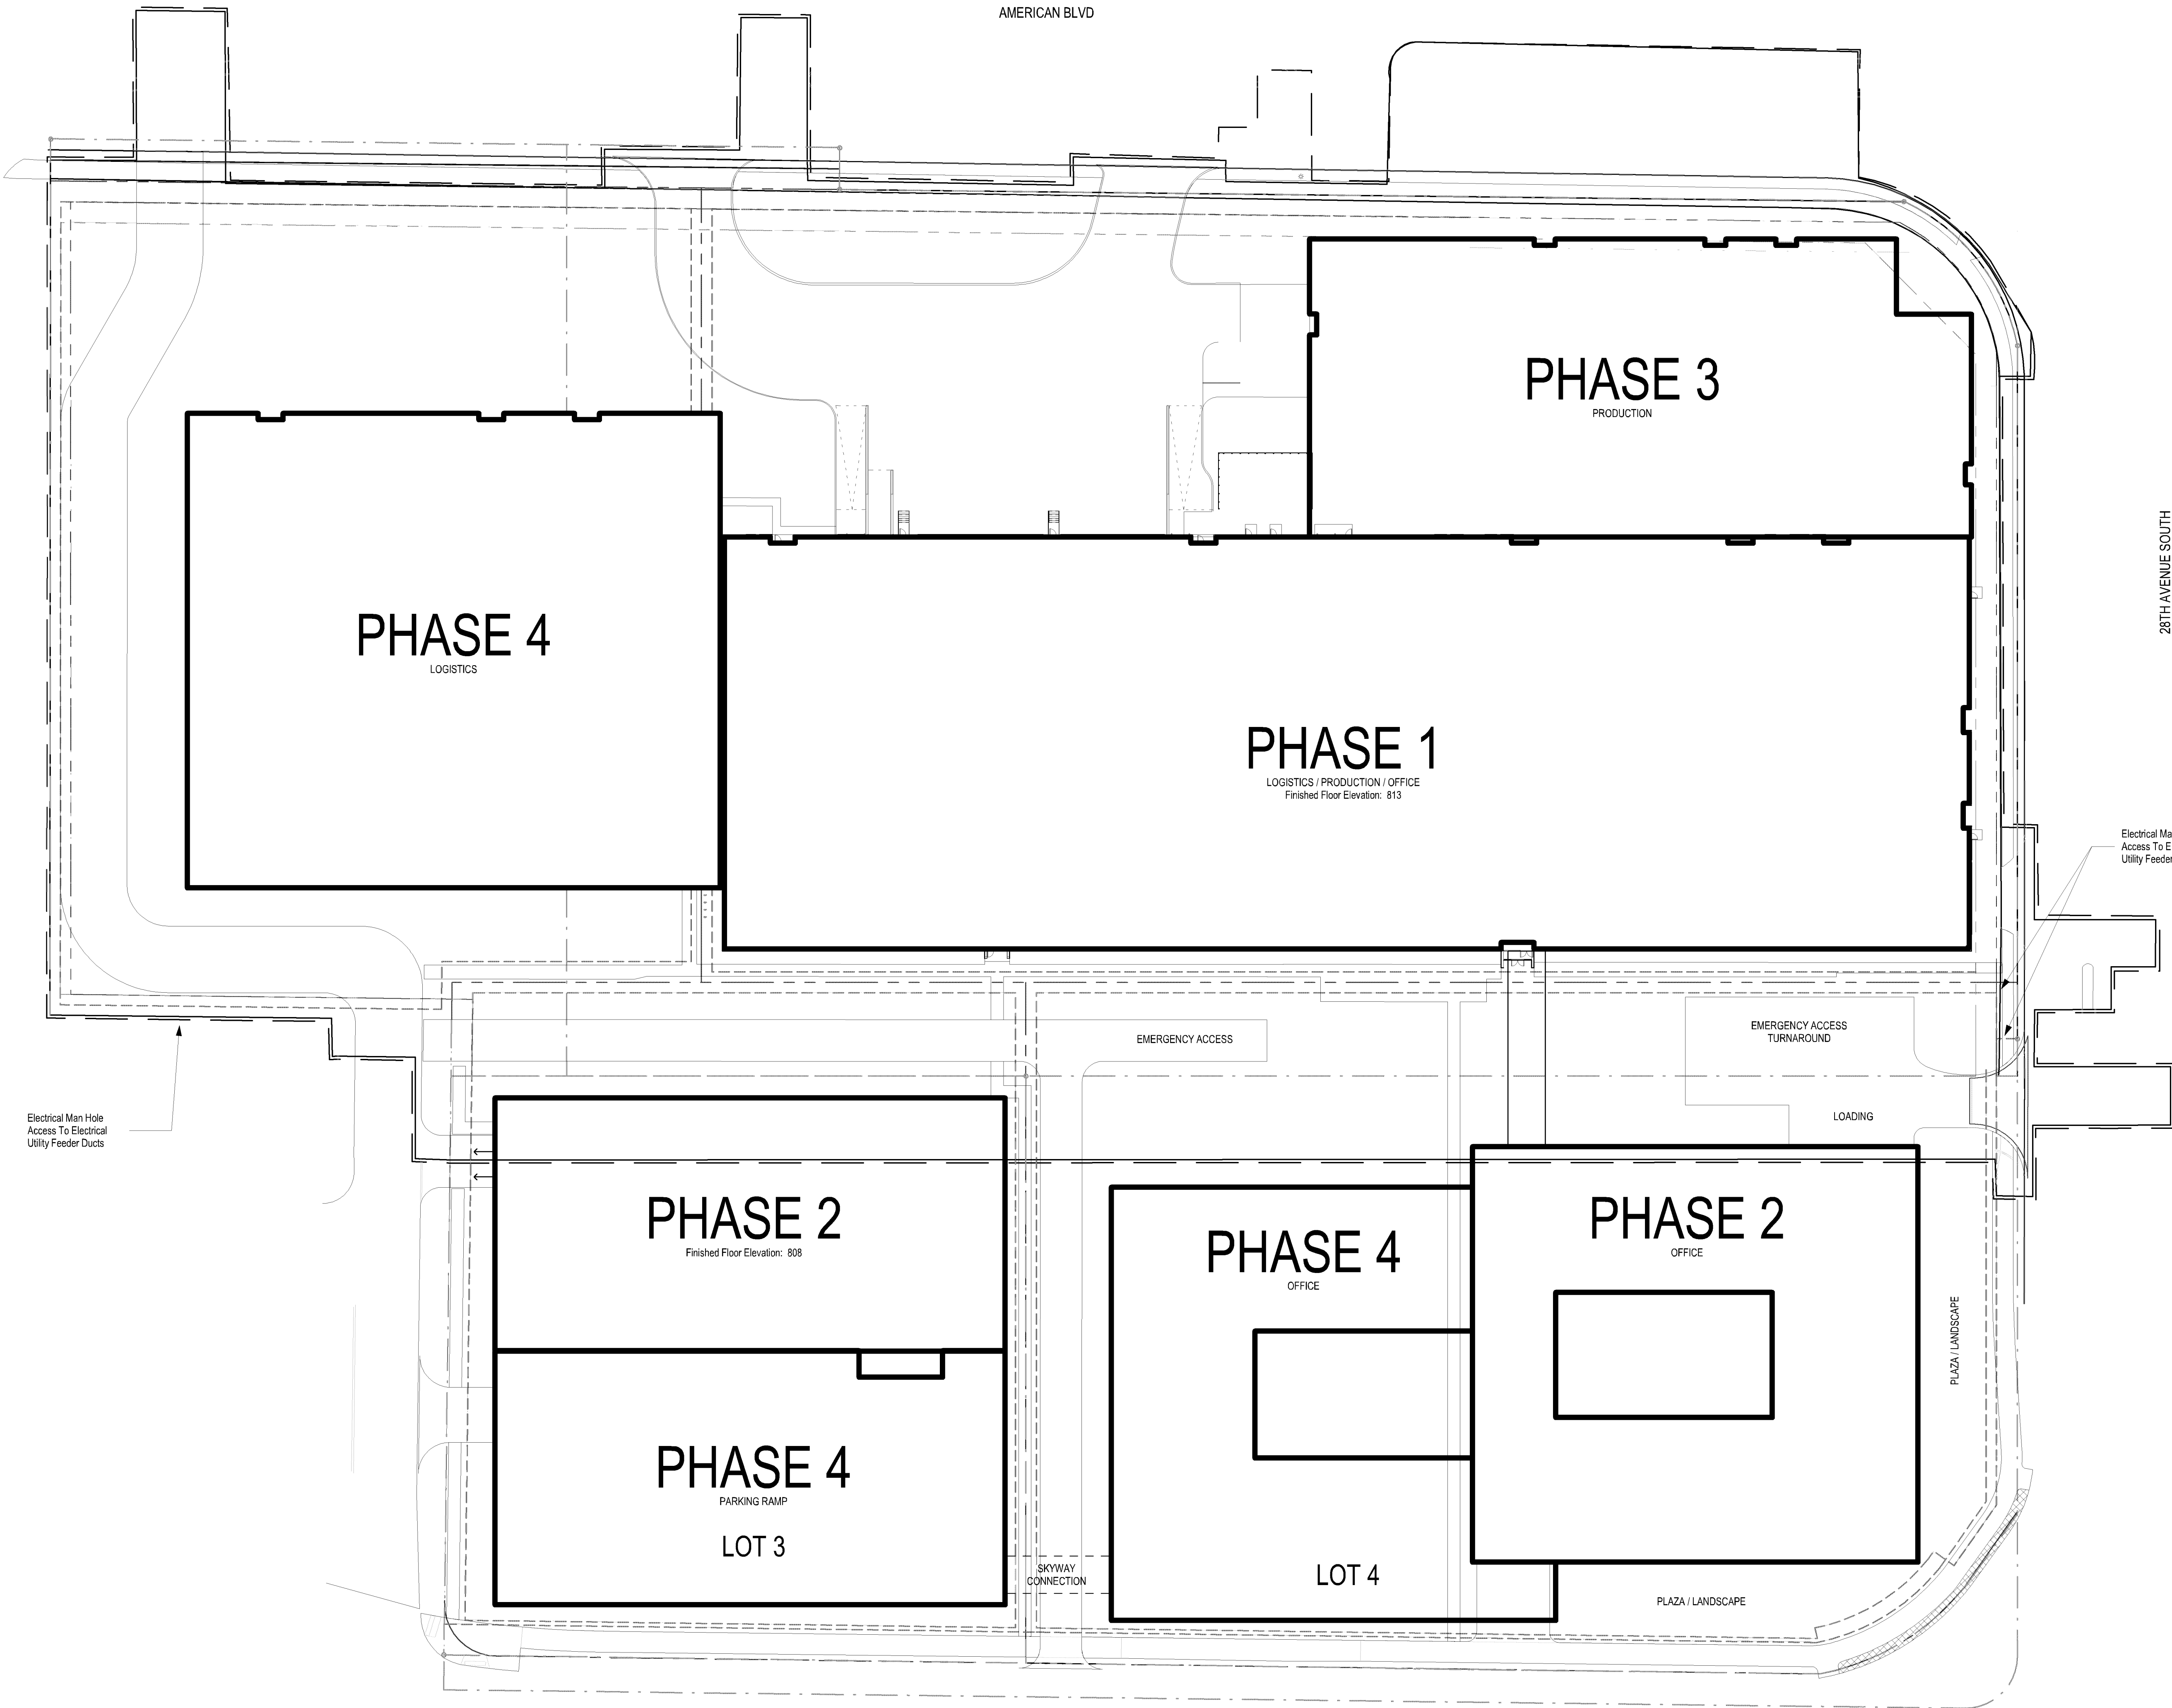 AMERICAN BLVD
PHASE 3
PRODUCTION
28TH AVENUE SOUTH
PHASE 4
LOGISTICS
PHASE 1
LOGISTICS / PRODUCTION / OFFICE
Finished Floor Elevation: 813
Electrical Ma
Access To E
Utility Feeder
EMERGENCY ACCESS
EMERGENCY ACCESS
TURNAROUND
LOADING
Electrical Man Hole
Access To Electrical
Utility Feeder Ducts
PHASE 2
Finished Floor Elevation: 808
PHASE 4
OFFICE
PHASE 2
OFFICE
PLAZA / LANDSCAPE
PHASE 4
PARKING RAMP
LOT 3
SKYWAY
CONNECTION
LOT 4
PLAZA / LANDSCAPE